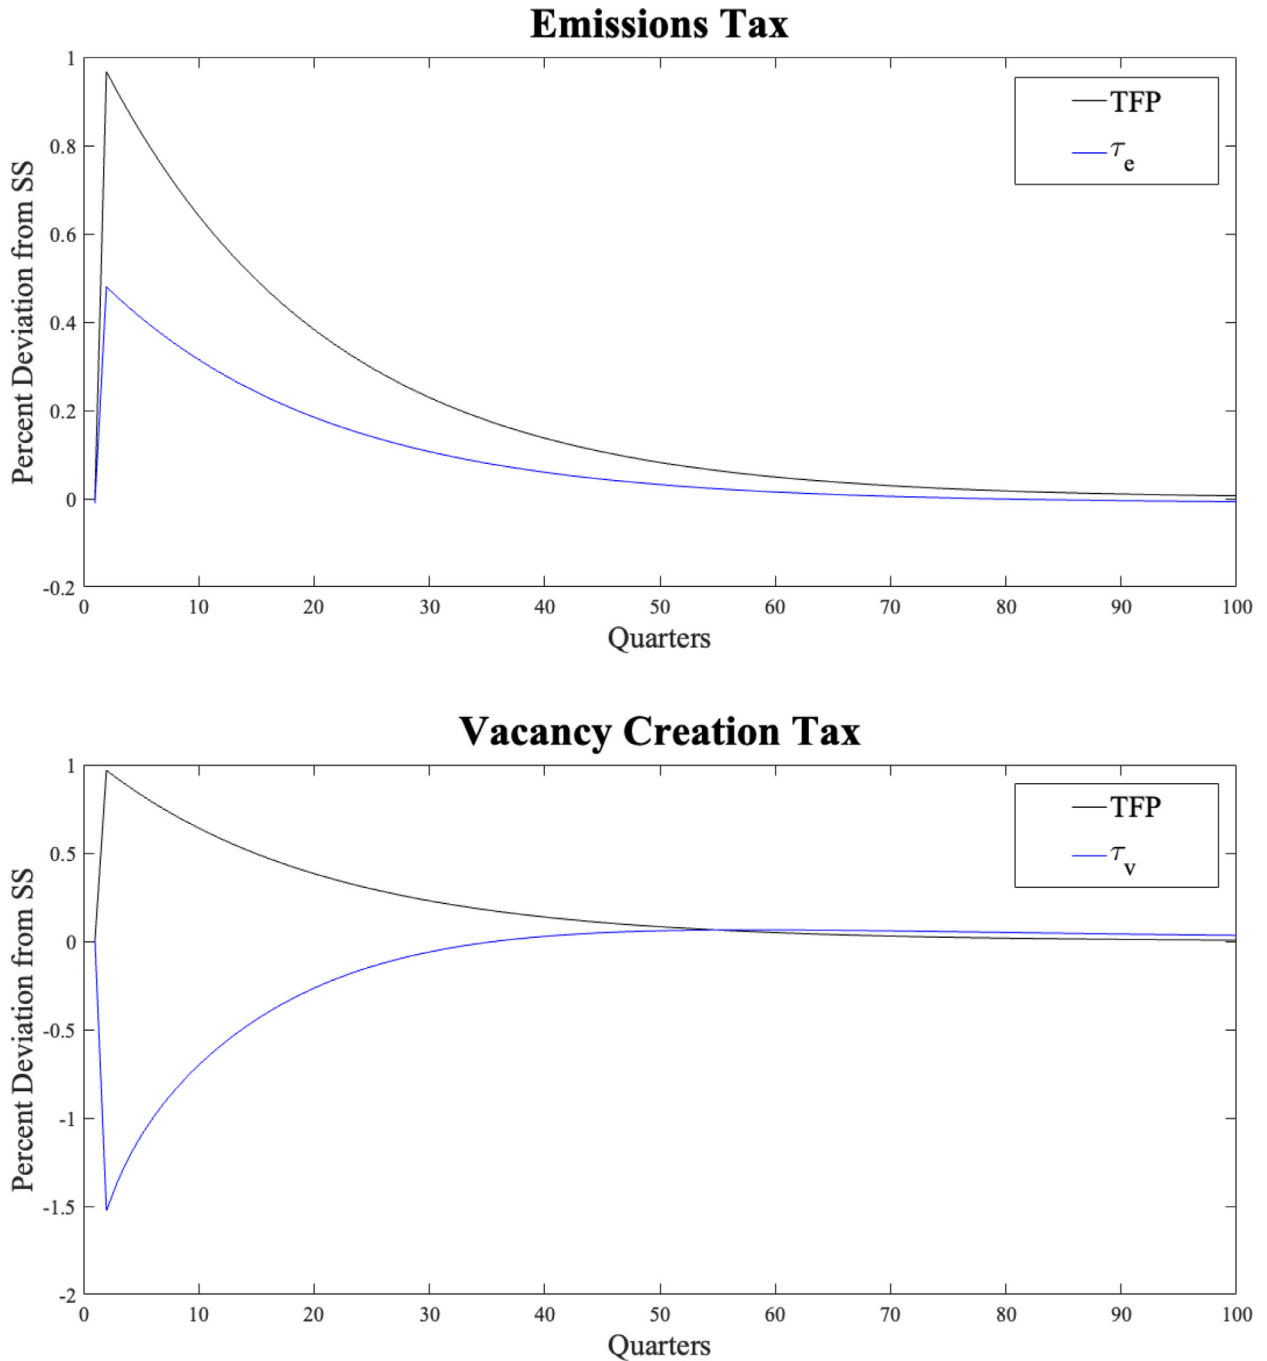 Emissions Tax
1
0.8
0.6
0.4
0.2
0
-0.2
Percent Deviation from SS
TFP
τe
0 10 20 30 40 50 60 70 80 90 100
Quarters
Vacancy Creation Tax
1
0.5
0
-0.5
-1
-1.5
-2
Percent Deviation from SS
TFP
τv
0 10 20 30 40 50 60 70 80 90 100
Quarters